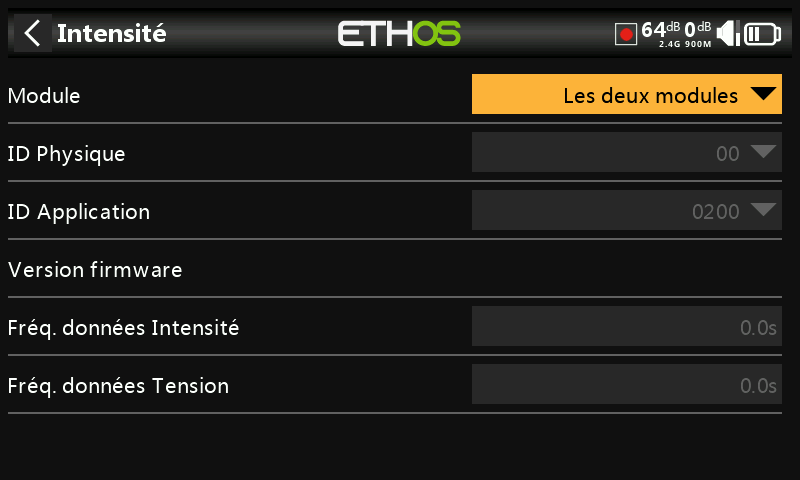 Intensité
ETHOS
64dB 0dB
2.4G 900M
Module
Les deux modules
ID Physique
00
ID Application
0200
Version firmware
Fréq. données Intensité
0.0s
Fréq. données Tension
0.0s